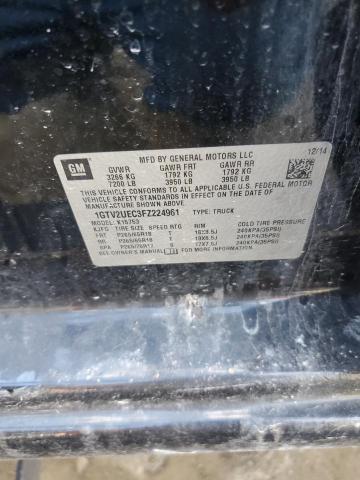 MFD BY GENERAL MOTORS LLC
12/14
GM
GVWR GAWR FRT GAWR RR
3266 KG 1792 KG 1792 KG
7200 LB 3950 LB 3950 LB
THIS VEHICLE CONFORMS TO ALL APPLICABLE U.S. FEDERAL MOTOR
VEHICLE SAFETY STANDARDS IN EFFECT ON THE DATE OF
MANUFACTURE SHOWN ABOVE.
1GTV2UEC3FZ224961 TYPE: TRUCK
MODEL: K15753
TIRE SIZE SPEED RTG RIM COLD TIRE PRESSURE
FRT P265/65R18 T 18X8.5J 240KPA(35PSI)
RR P265/65R18 T 18X8.5J 240KPA(35PSI)
SPA P265/70R17 S 17X7.5J 240KPA(35PSI)
SEE OWNER'S MANUAL FOR MORE INFORMATION.